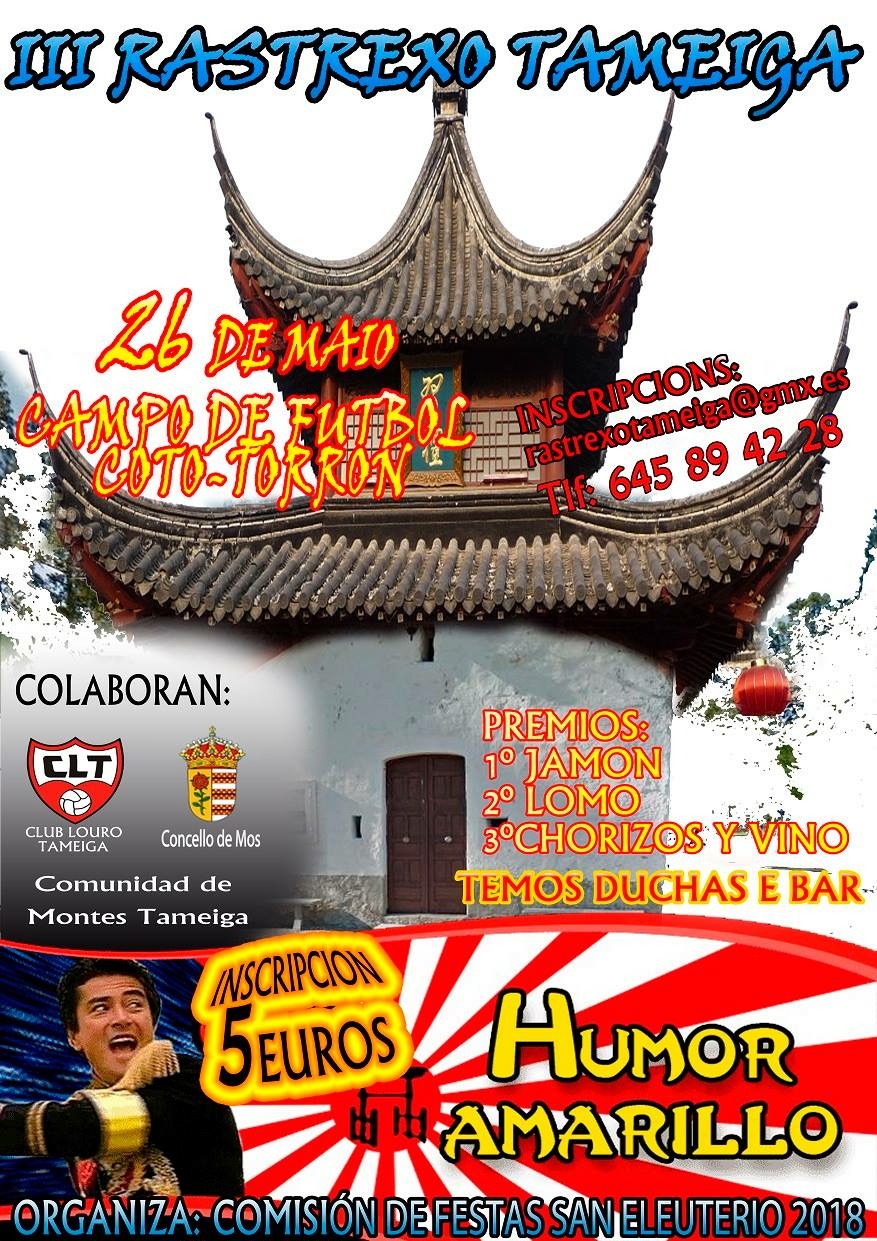 III RASTREXO TAMEIGA
26 DE MAIO
CAMPO DE FUTBOL
COTO-TORRON
INSCRIPCIONS:
rastrexotameiga@gmx.es
Tlf: 645 89 42 28
COLABORAN:
CLT
CLUB LOURO
TAMEIGA
Concello de Mos
Comunidad de
Montes Tameiga
PREMIOS:
1º JAMON
2º LOMO
3ºCHORIZOS Y VINO
TEMOS DUCHAS E BAR
INSCRIPCION
5 EUROS
HUMOR
AMARILLO
ORGANIZA: COMISIÓN DE FESTAS SAN ELEUTERIO 2018